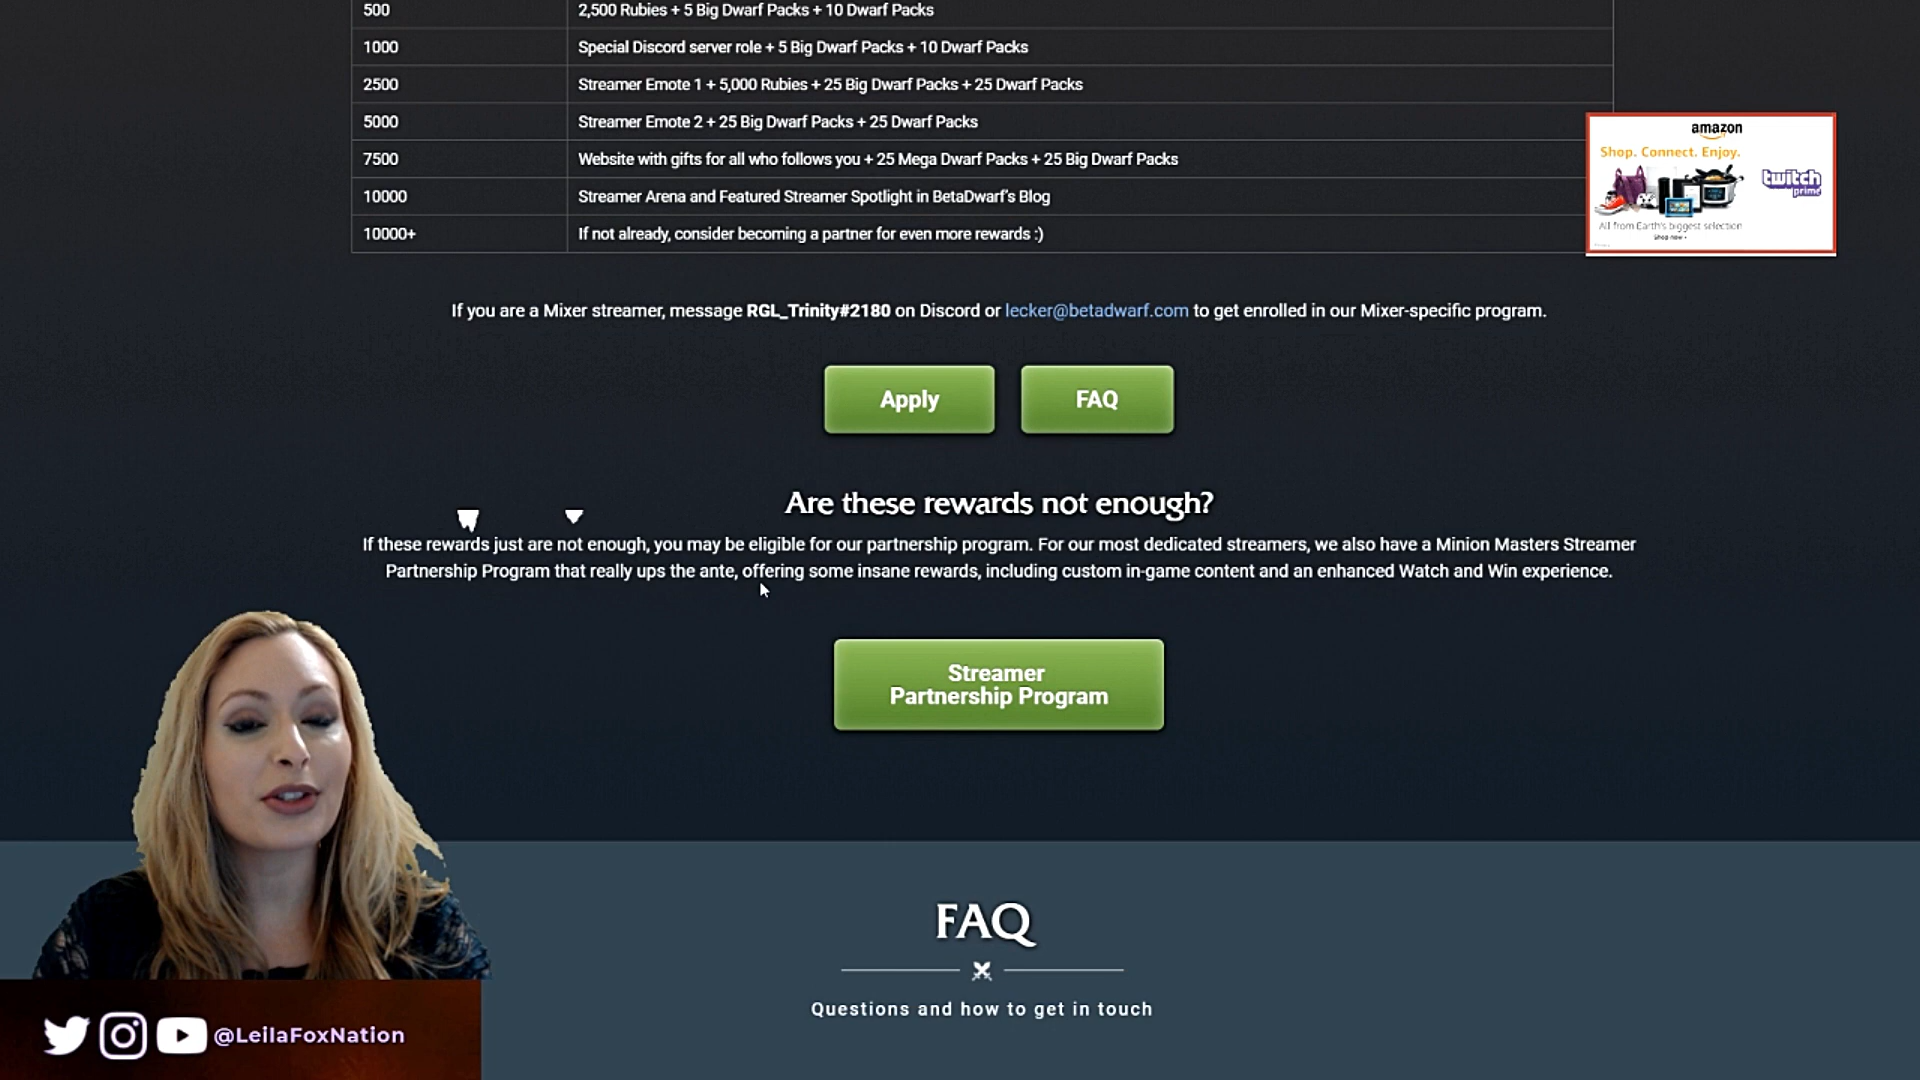 500 2,500 Rubies + 5 Big Dwarf Packs + 10 Dwarf Packs
1000 Special Discord server role + 5 Big Dwarf Packs + 10 Dwarf Packs
2500 Streamer Emote 1 + 5,000 Rubies + 25 Big Dwarf Packs + 25 Dwarf Packs
5000 Streamer Emote 2 + 25 Big Dwarf Packs + 25 Dwarf Packs
7500 Website with gifts for all who follows you + 25 Mega Dwarf Packs + 25 Big Dwarf Packs
10000 Streamer Arena and Featured Streamer Spotlight in BetaDwarf's Blog
10000+ If not already, consider becoming a partner for even more rewards :)
amazon
Shop. Connect. Enjoy.
twitch
prime
All from Earth's biggest selection
Shop now
If you are a Mixer streamer, message RGL_Trinity#2180 on Discord or lecker@betadwarf.com to get enrolled in our Mixer-specific program.
Apply
FAQ
Are these rewards not enough?
If these rewards just are not enough, you may be eligible for our partnership program. For our most dedicated streamers, we also have a Minion Masters Streamer
Partnership Program that really ups the ante, offering some insane rewards, including custom in-game content and an enhanced Watch and Win experience.
Streamer
Partnership Program
FAQ
Questions and how to get in touch
@LeilaFoxNation